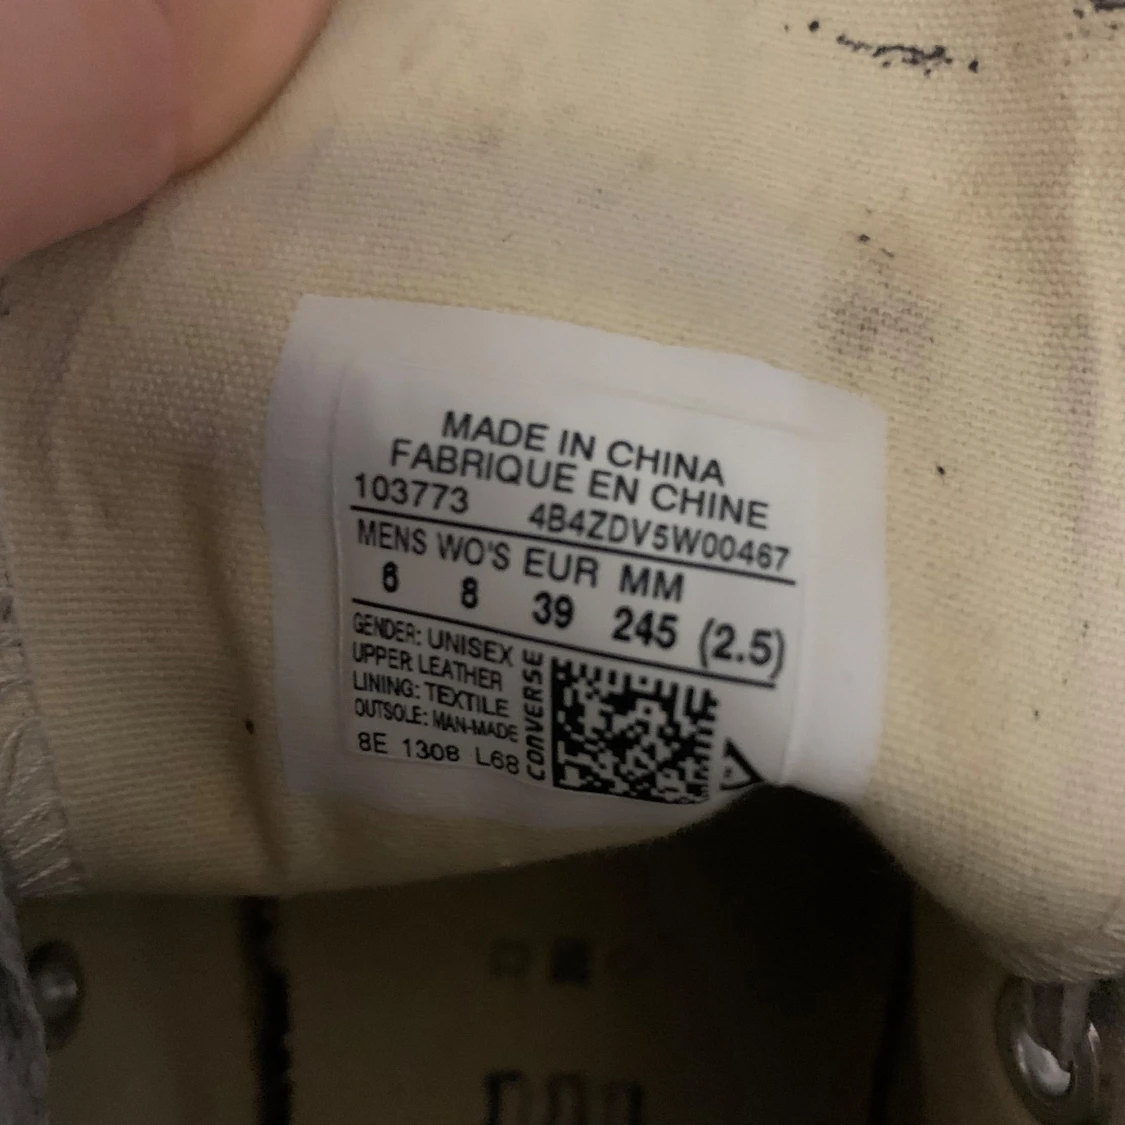 MADE IN CHINA
FABRIQUE EN CHINE
103773 4B4ZDV5W00467
MENS WO'S EUR MM
6 8 39 245 (2.5)
GENDER: UNISEX
UPPER LEATHER
LINING: TEXTILE
OUTSOLE: MAN-MADE
8E 1308 L68
CONVERSE